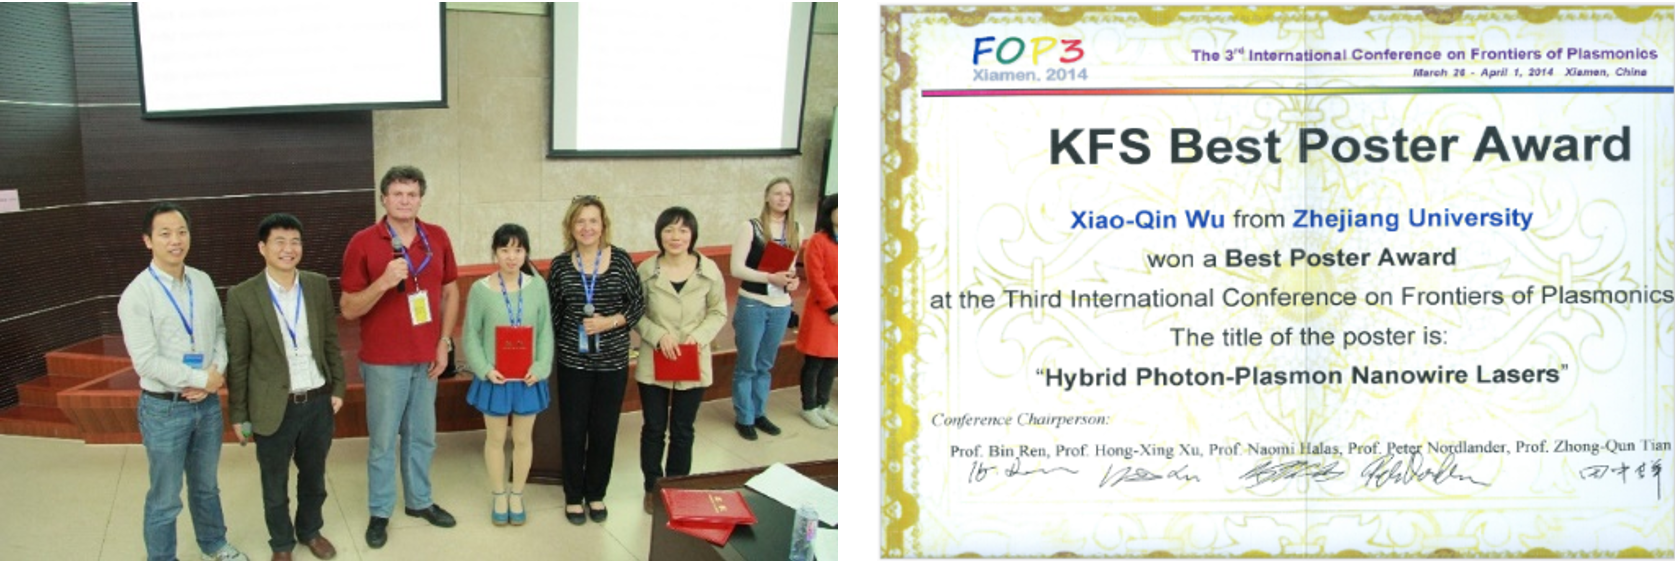 FOP3
Xiamen, 2014
The 3rd International Conference on Frontiers of Plasmonics
March 26 - April 1, 2014 Xiamen, China
KFS Best Poster Award
Xiao-Qin Wu from Zhejiang University
won a Best Poster Award
at the Third International Conference on Frontiers of Plasmonics
The title of the poster is:
“Hybrid Photon-Plasmon Nanowire Lasers”
Conference Chairperson:
Prof. Bin Ren, Prof. Hong-Xing Xu, Prof. Naomi Halas, Prof. Peter Nordlander, Prof. Zhong-Qun Tian